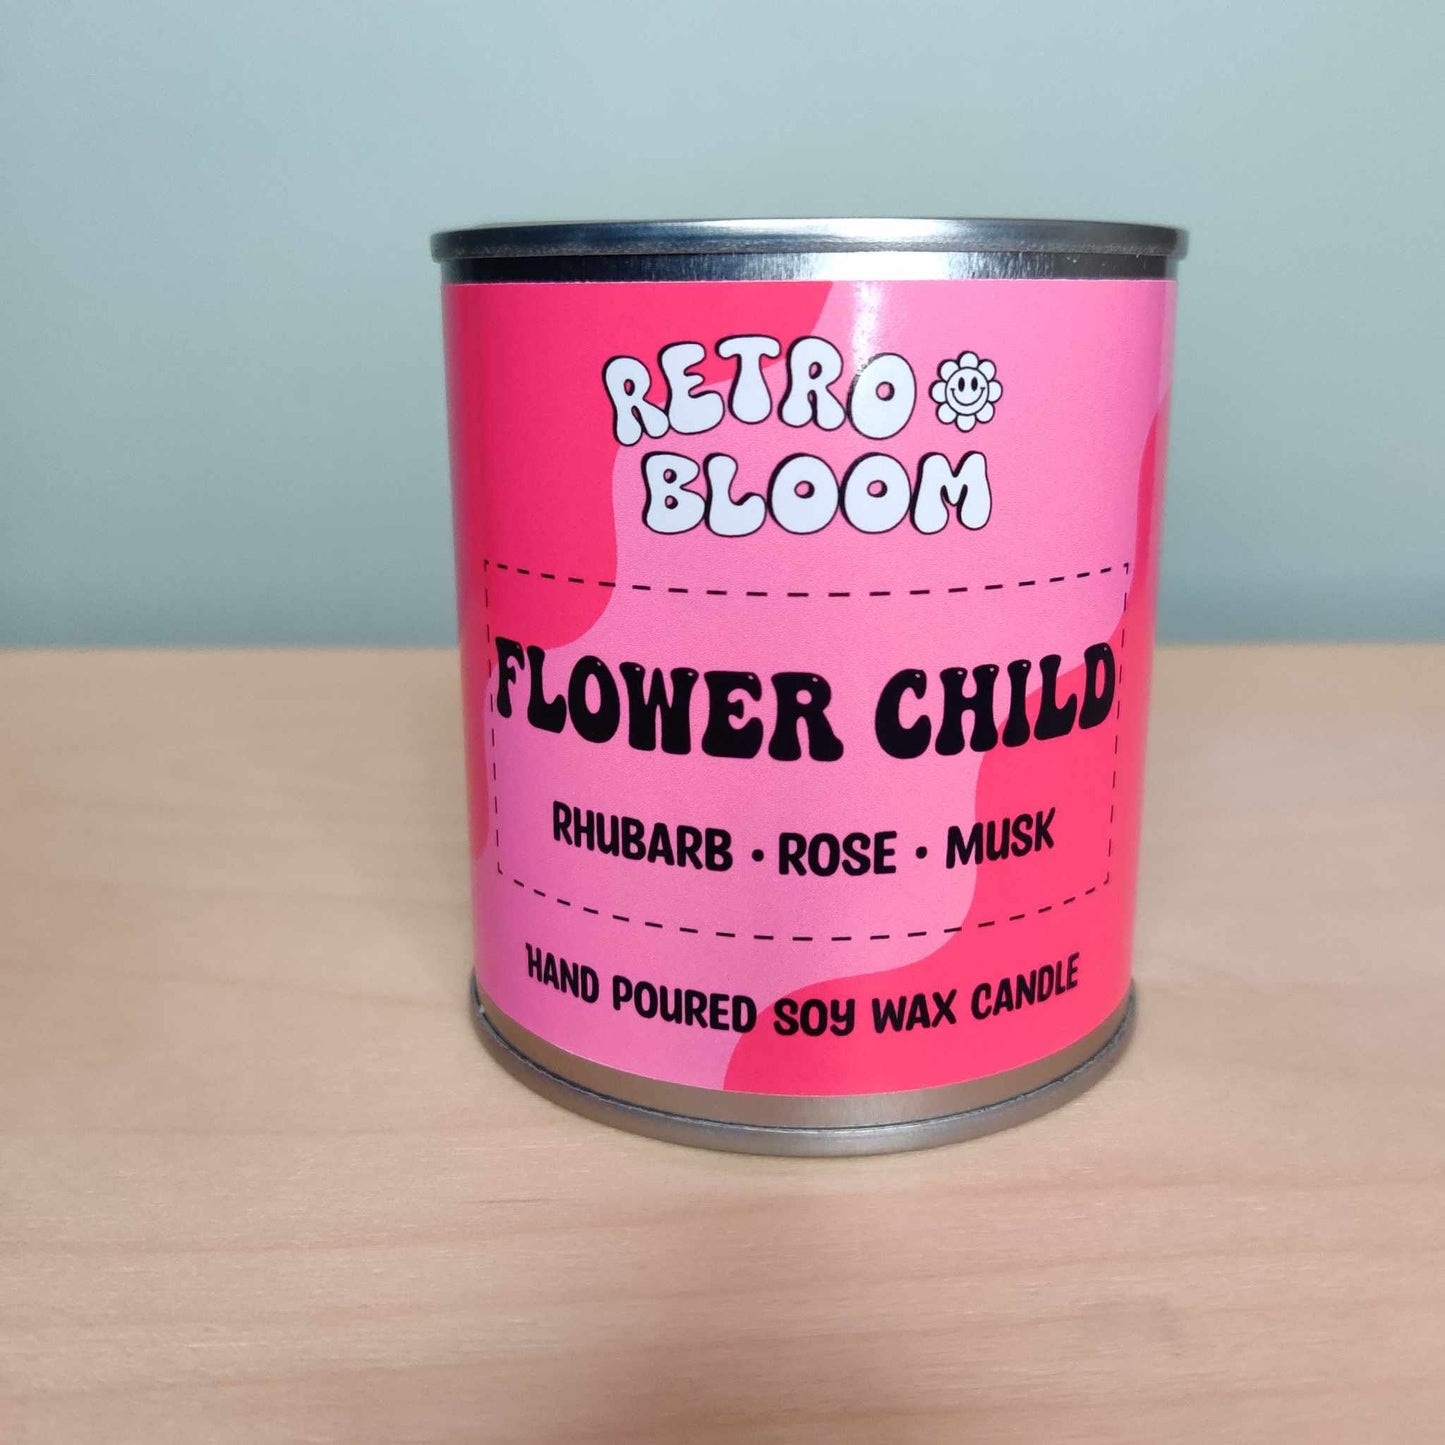 RETRO
BLOOM
FLOWER CHILD
RHUBARB • ROSE • MUSK
HAND POURED SOY WAX CANDLE